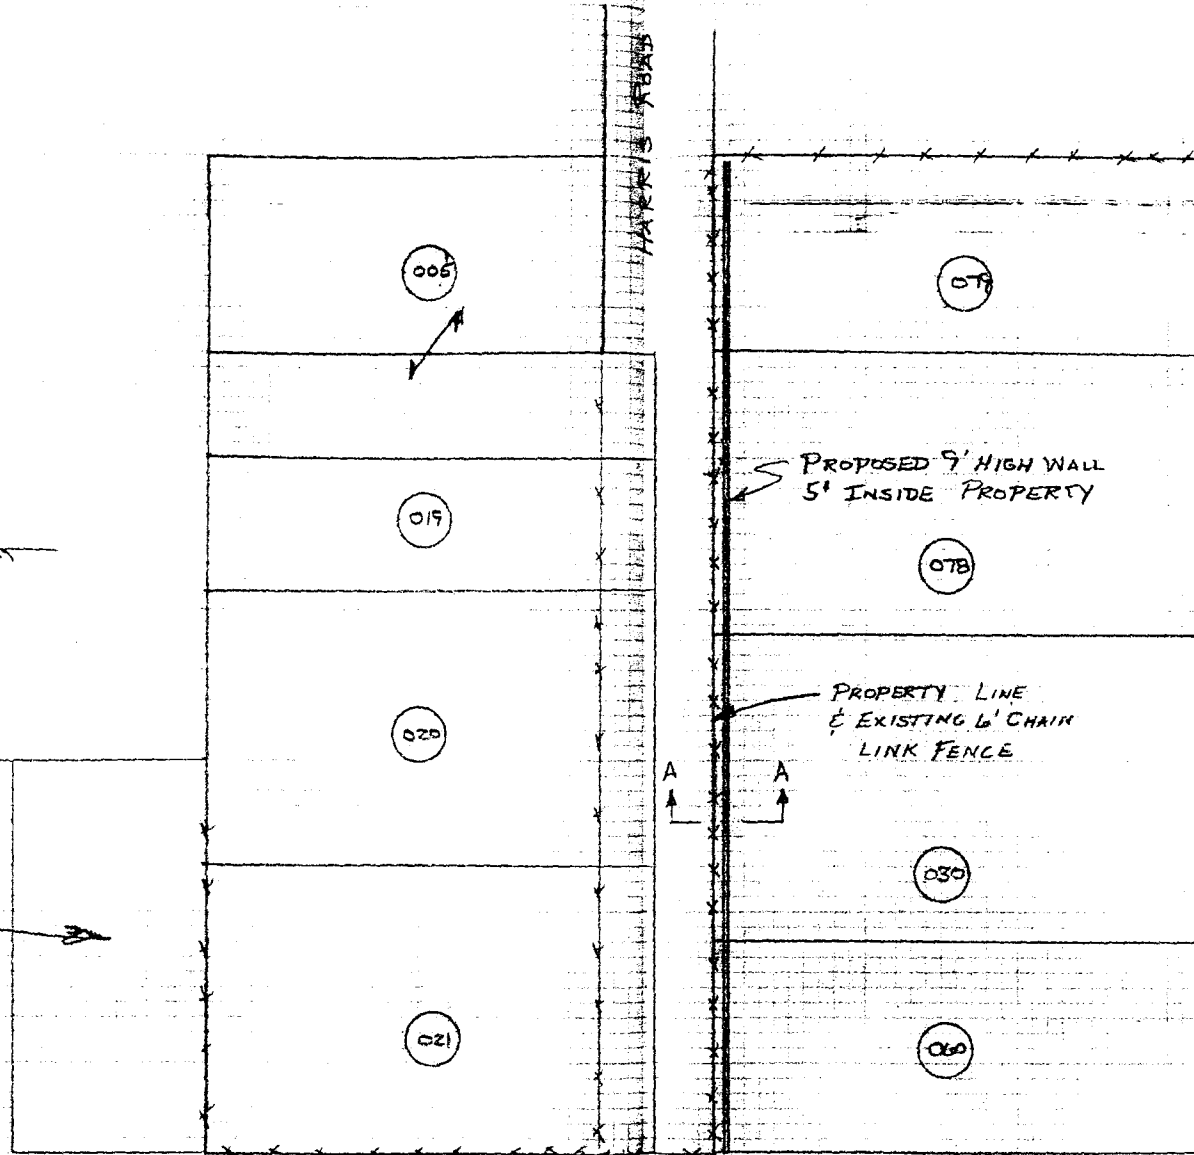 HARRIS ROAD
005
079
PROPOSED 9' HIGH WALL
5' INSIDE PROPERTY
019
078
PROPERTY LINE
& EXISTING 6' CHAIN
LINK FENCE
020
A A
030
021
060